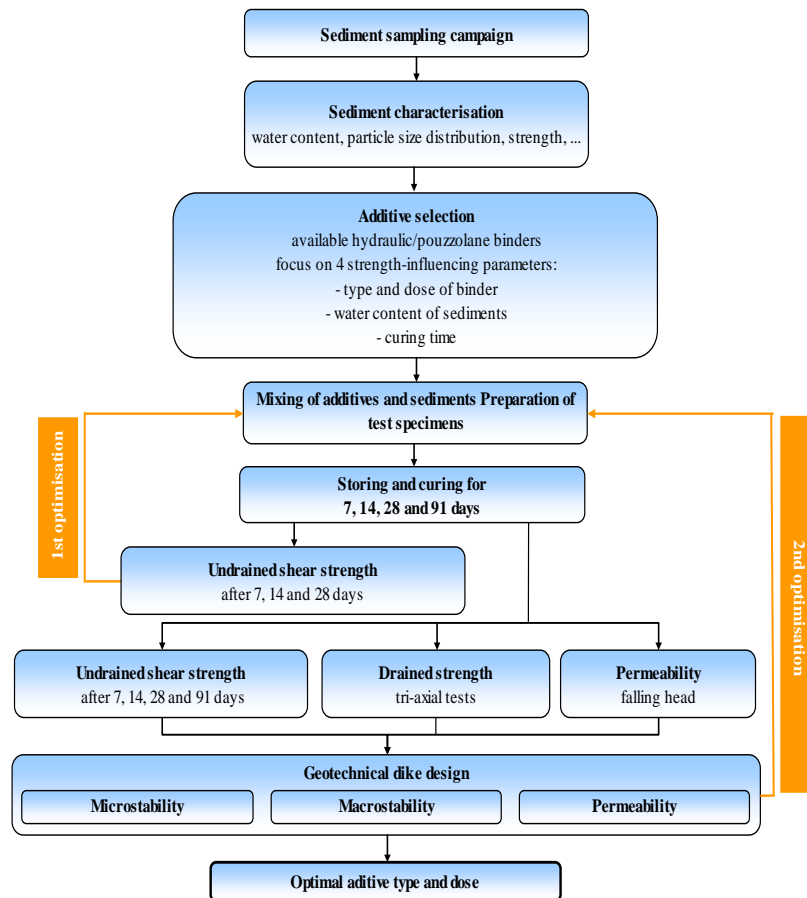 Sediment sampling campaign
Sediment characterisation
water content, particle size distribution, strength, ...
Additive selection
available hydraulic/pouzzolane binders
focus on 4 strength-influencing parameters:
- type and dose of binder
- water content of sediments
- curing time
Mixing of additives and sediments Preparation of
test specimens
Storing and curing for
7, 14, 28 and 91 days
1st optimisation
Undrained shear strength
after 7, 14 and 28 days
2nd optimisation
Undrained shear strength
after 7, 14, 28 and 91 days
Drained strength
tri-axial tests
Permeability
falling head
Geotechnical dike design
Microstability
Macrostability
Permeability
Optimal aditive type and dose